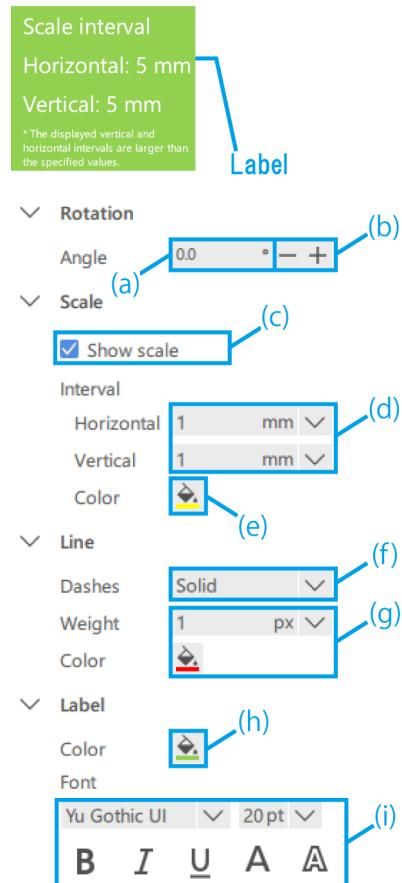 Scale interval
Horizontal: 5 mm
Vertical: 5 mm
* The displayed vertical and
horizontal intervals are larger than
the specified values.
Label
Rotation
(b)
Angle 0.0 ° − +
(a)
Scale
(c)
Show scale
Interval
Horizontal 1 mm
(d)
Vertical 1 mm
Color
(e)
Line
(f)
Dashes Solid
Weight 1 px
(g)
Color
Label
(h)
Color
Font
Yu Gothic UI 20 pt
(i)
B I U A A